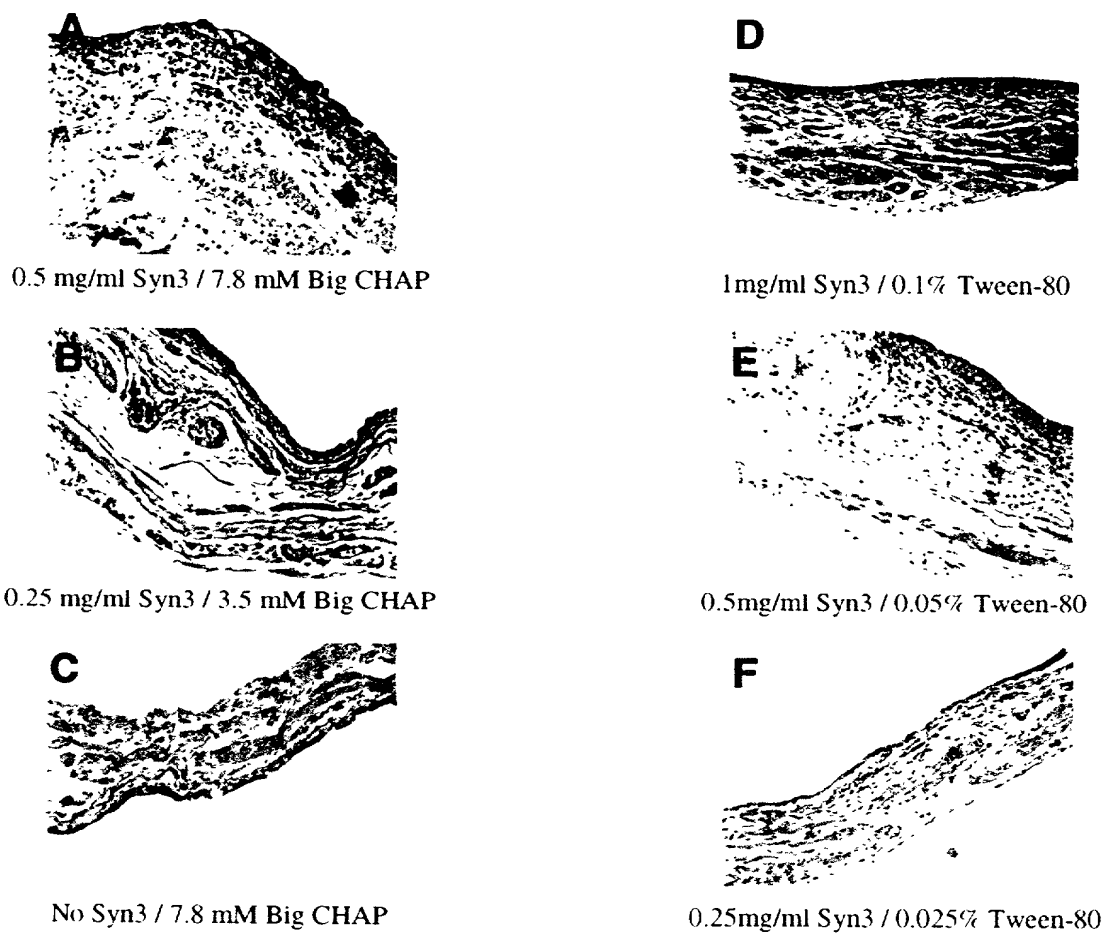 A
0.5 mg/ml Syn3 / 7.8 mM Big CHAP
B
0.25 mg/ml Syn3 / 3.5 mM Big CHAP
C
No Syn3 / 7.8 mM Big CHAP
D
1mg/ml Syn3 / 0.1% Tween-80
E
0.5mg/ml Syn3 / 0.05% Tween-80
F
0.25mg/ml Syn3 / 0.025% Tween-80